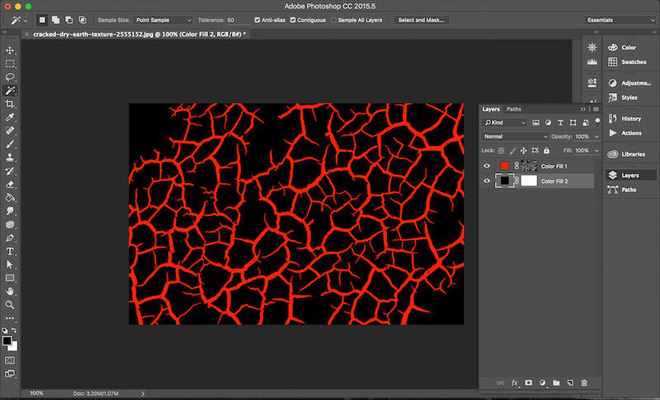 Adobe Photoshop CC 2015.5
Sample Size: Point Sample Tolerance: 60 Anti-alias Contiguous Sample All Layers Select and Mask... Essentials
cracked-dry-earth-texture-2555152.jpg @ 100% (Color Fill 2, RGB/8#) *
Color
Swatches
Adjustme...
Styles
History
Actions
Libraries
Layers
Paths
Layers Paths
Kind
Normal Opacity: 100%
Lock: Fill: 100%
Color Fill 1
Color Fill 2
fx
100% Doc: 3.20M/1.07M